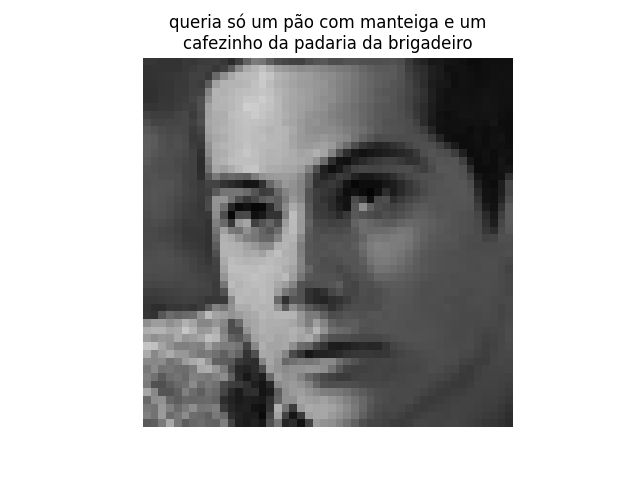 queria só um pão com manteiga e um
cafezinho da padaria da brigadeiro